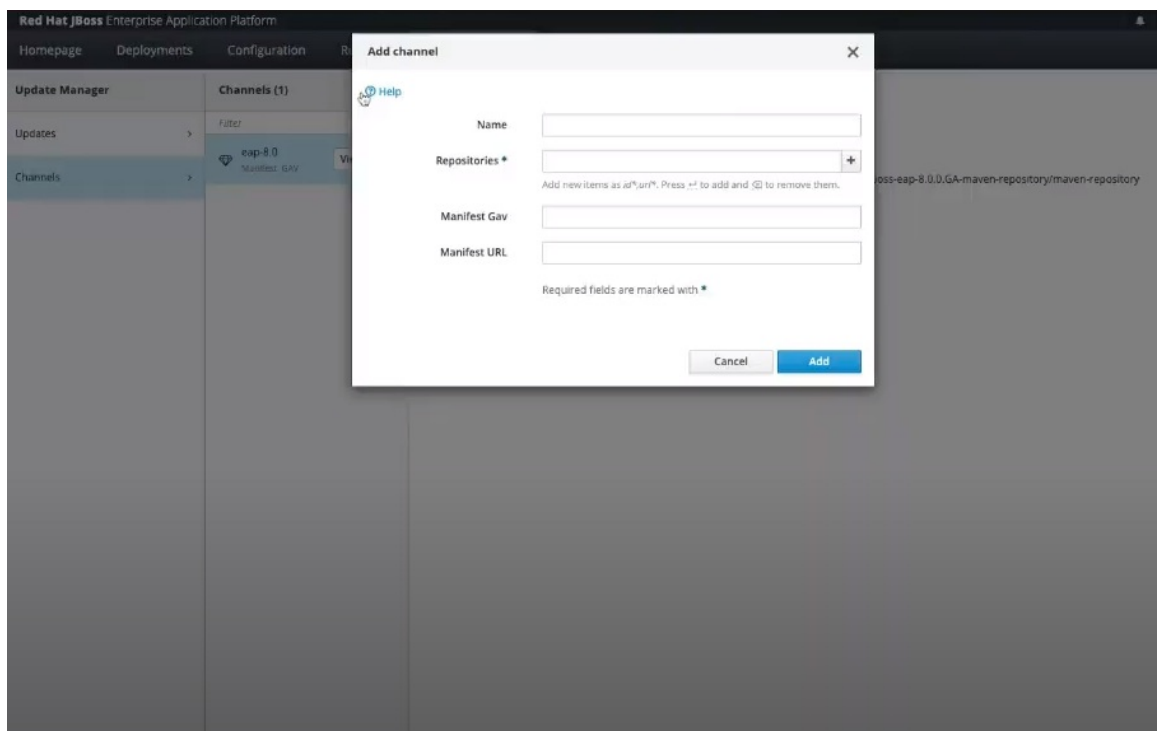 Red Hat JBoss Enterprise Application Platform
Homepage Deployments Configuration
Add channel
Update Manager
Channels (1)
Help
Filter
Updates
eap-8.0
Manifest: GAV
Channels
Name
Repositories *
Add new items as id*;url*. Press ↵ to add and ⌫ to remove them.
oss-eap-8.0.0.GA-maven-repository/maven-repository
Manifest Gav
Manifest URL
Required fields are marked with *
Cancel Add